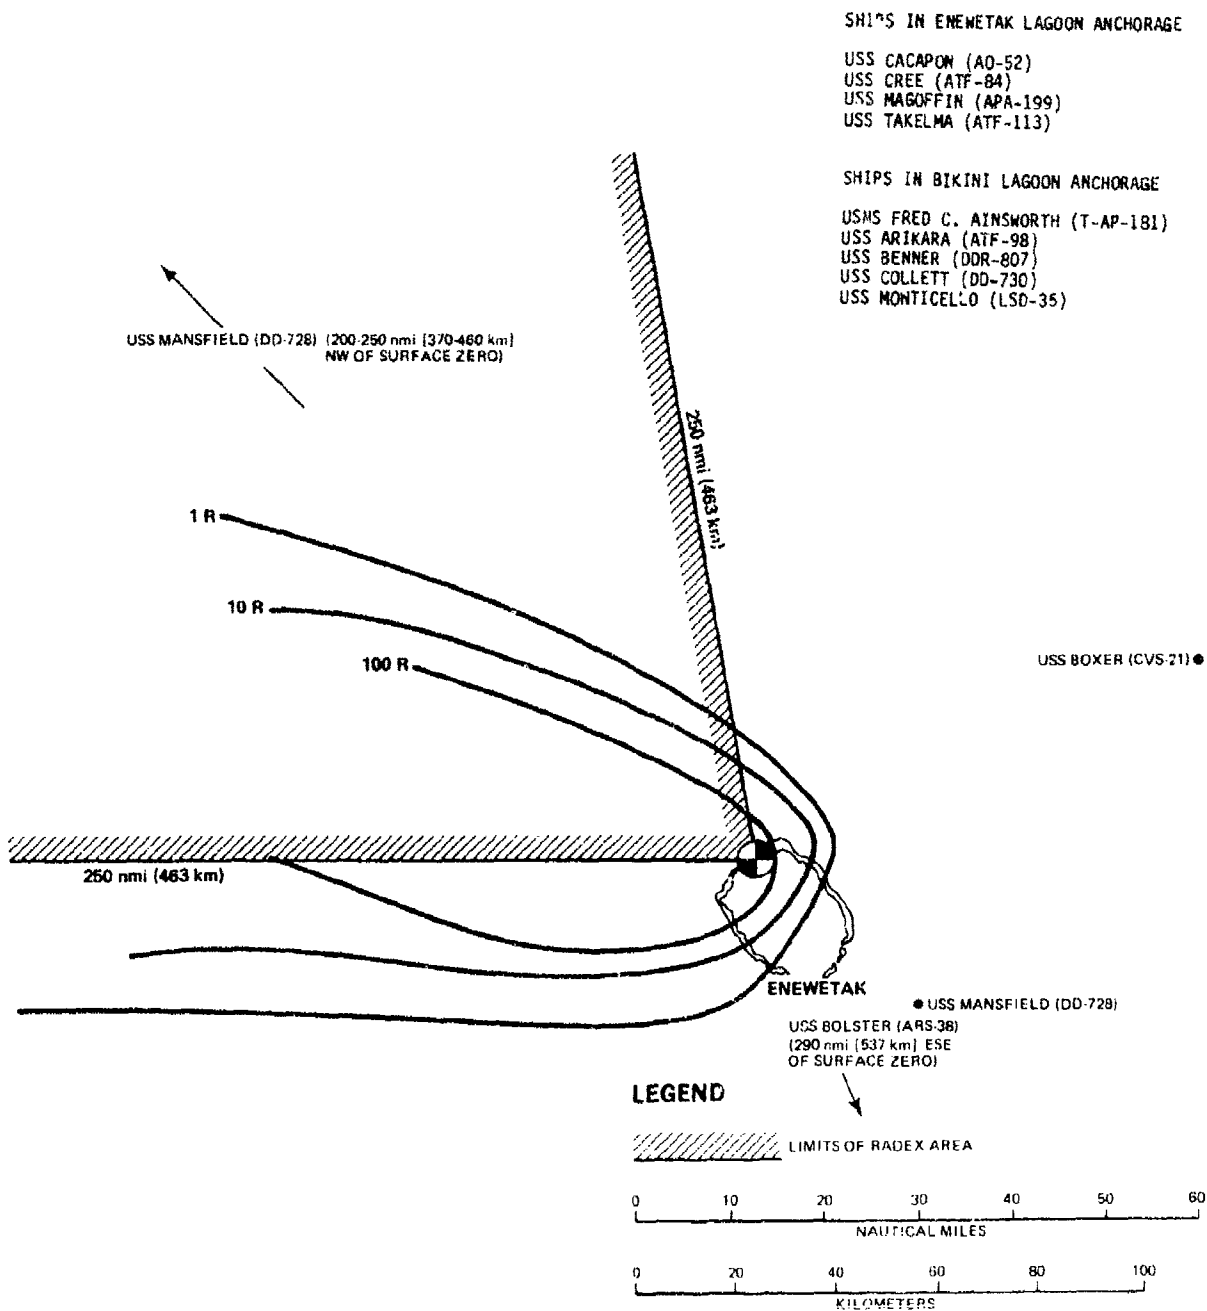 SHIPS IN ENEWETAK LAGOON ANCHORAGE
USS CACAPON (AO-52)
USS CREE (ATF-84)
USS MAGOFFIN (APA-199)
USS TAKELMA (ATF-113)
SHIPS IN BIKINI LAGOON ANCHORAGE
USNS FRED C. AINSWORTH (T-AP-181)
USS ARIKARA (ATF-98)
USS BENNER (DDR-807)
USS COLLETT (DD-730)
USS MONTICELLO (LSD-35)
USS MANSFIELD (DD-728) (200-250 nmi [370-460 km]
NW OF SURFACE ZERO)
250 nmi (463 km)
1 R
10 R
100 R
USS BOXER (CVS-21)
250 nmi (463 km)
ENEWETAK
USS MANSFIELD (DD-728)
USS BOLSTER (ARS-38)
(290 nmi [537 km] ESE
OF SURFACE ZERO)
LEGEND
LIMITS OF RADEX AREA
0 10 20 30 40 50 60
NAUTICAL MILES
0 20 40 60 80 100
KILOMETERS